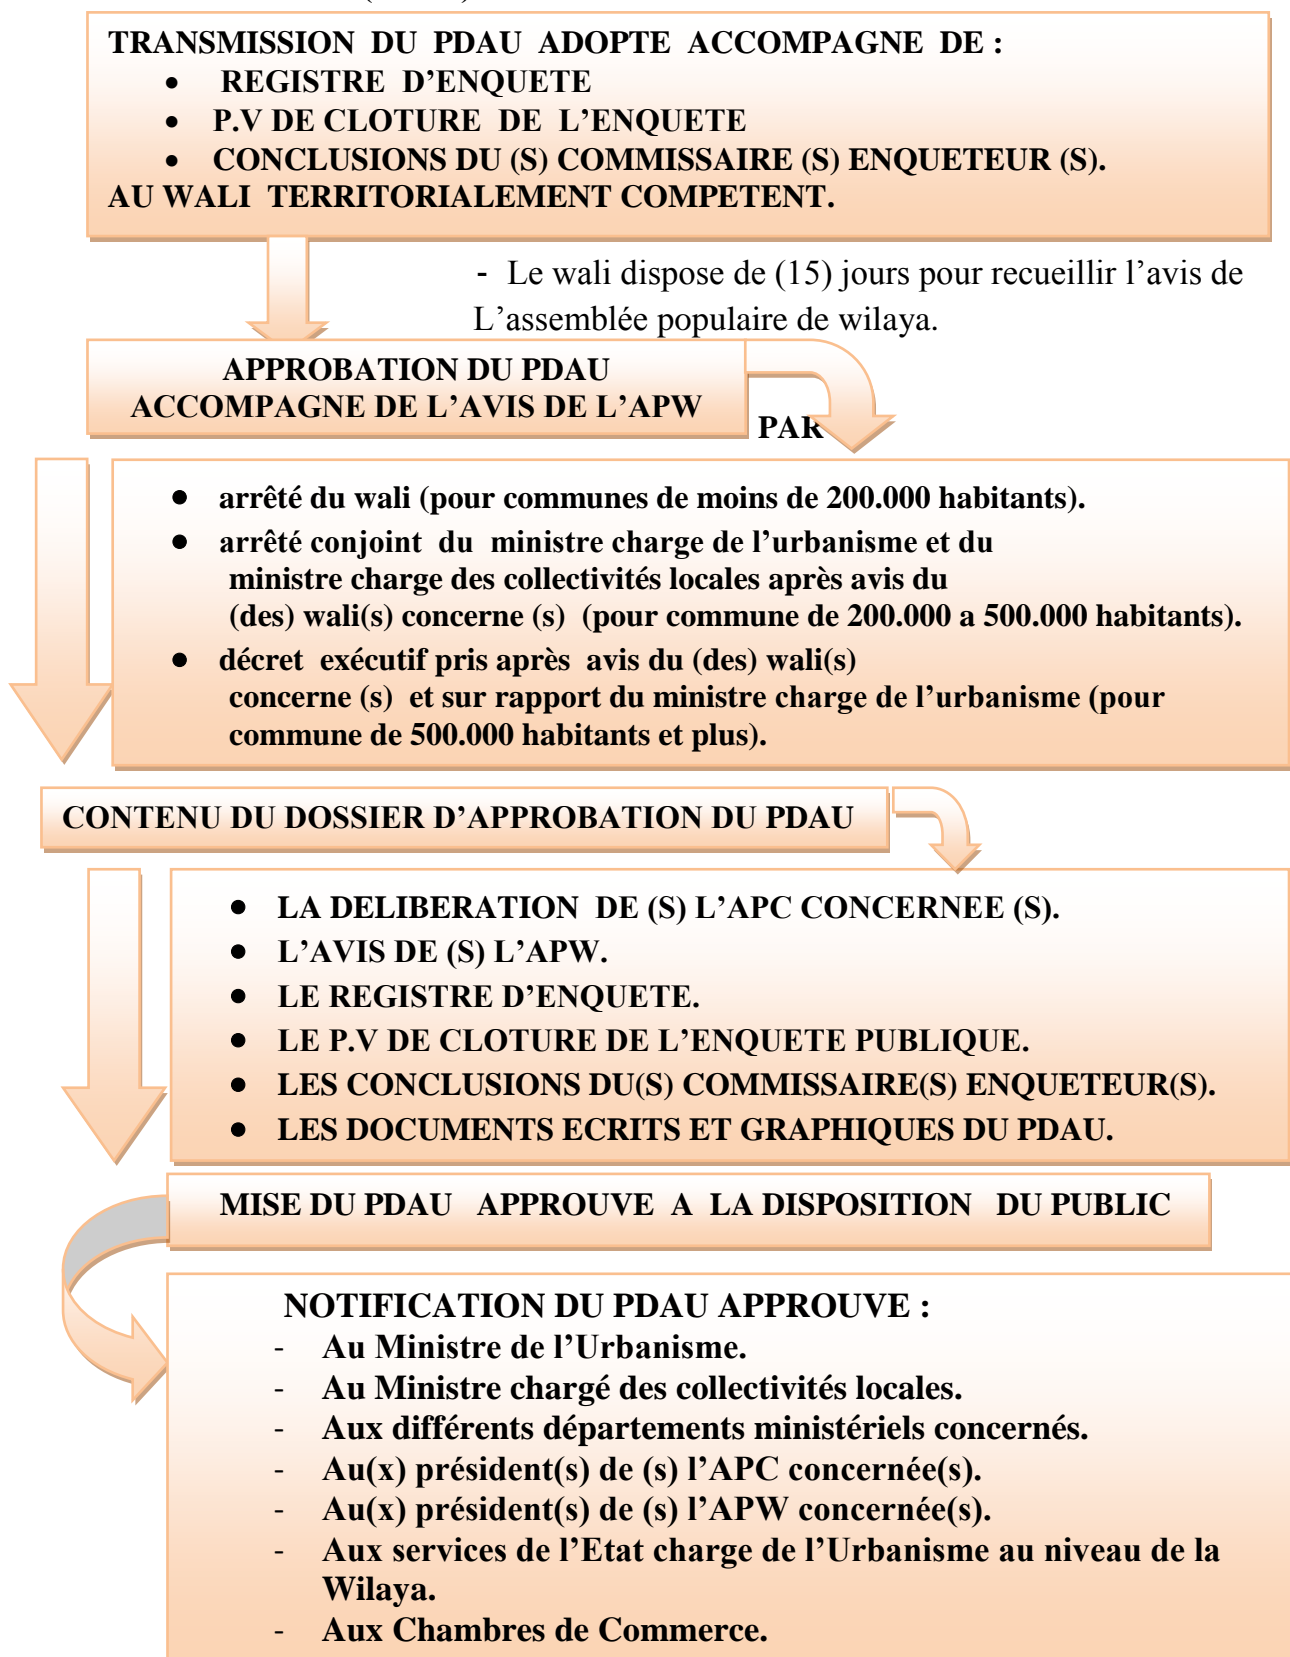 TRANSMISSION DU PDAU ADOPTE ACCOMPAGNE DE :
• REGISTRE D’ENQUETE
• P.V DE CLOTURE DE L’ENQUETE
• CONCLUSIONS DU (S) COMMISSAIRE (S) ENQUETEUR (S).
AU WALI TERRITORIALEMENT COMPETENT.
- Le wali dispose de (15) jours pour recueillir l’avis de
L’assemblée populaire de wilaya.
APPROBATION DU PDAU
ACCOMPAGNE DE L’AVIS DE L’APW
PAR
• arrêté du wali (pour communes de moins de 200.000 habitants).
• arrêté conjoint du ministre charge de l’urbanisme et du
ministre charge des collectivités locales après avis du
(des) wali(s) concerne (s) (pour commune de 200.000 a 500.000 habitants).
• décret exécutif pris après avis du (des) wali(s)
concerne (s) et sur rapport du ministre charge de l’urbanisme (pour
commune de 500.000 habitants et plus).
CONTENU DU DOSSIER D’APPROBATION DU PDAU
• LA DELIBERATION DE (S) L’APC CONCERNEE (S).
• L’AVIS DE (S) L’APW.
• LE REGISTRE D’ENQUETE.
• LE P.V DE CLOTURE DE L’ENQUETE PUBLIQUE.
• LES CONCLUSIONS DU(S) COMMISSAIRE(S) ENQUETEUR(S).
• LES DOCUMENTS ECRITS ET GRAPHIQUES DU PDAU.
MISE DU PDAU APPROUVE A LA DISPOSITION DU PUBLIC
NOTIFICATION DU PDAU APPROUVE :
- Au Ministre de l’Urbanisme.
- Au Ministre chargé des collectivités locales.
- Aux différents départements ministériels concernés.
- Au(x) président(s) de (s) l’APC concernée(s).
- Au(x) président(s) de (s) l’APW concernée(s).
- Aux services de l’Etat charge de l’Urbanisme au niveau de la
Wilaya.
- Aux Chambres de Commerce.